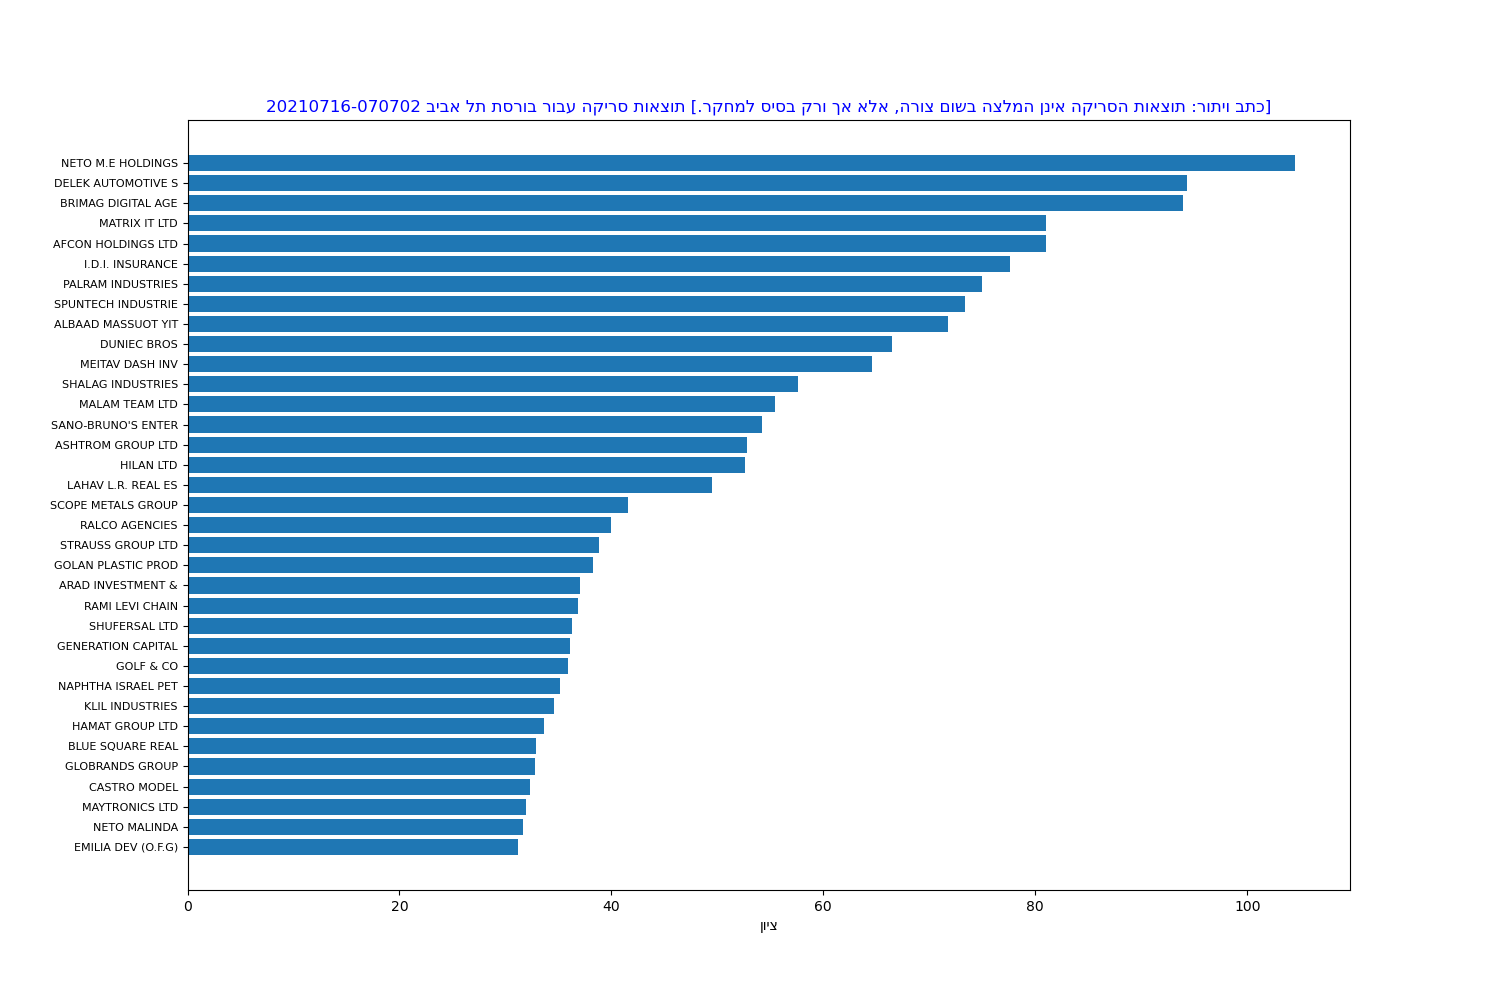 [כתב ויתור: תוצאות הסריקה אינן המלצה בשום צורה, אלא אך ורק בסיס למחקר.] תוצאות סריקה עבור בורסת תל אביב 20210716-070702
NETO M.E HOLDINGS
DELEK AUTOMOTIVE S
BRIMAG DIGITAL AGE
MATRIX IT LTD
AFCON HOLDINGS LTD
I.D.I. INSURANCE
PALRAM INDUSTRIES
SPUNTECH INDUSTRIE
ALBAAD MASSUOT YIT
DUNIEC BROS
MEITAV DASH INV
SHALAG INDUSTRIES
MALAM TEAM LTD
SANO-BRUNO'S ENTER
ASHTROM GROUP LTD
HILAN LTD
LAHAV L.R. REAL ES
SCOPE METALS GROUP
RALCO AGENCIES
STRAUSS GROUP LTD
GOLAN PLASTIC PROD
ARAD INVESTMENT &
RAMI LEVI CHAIN
SHUFERSAL LTD
GENERATION CAPITAL
GOLF & CO
NAPHTHA ISRAEL PET
KLIL INDUSTRIES
HAMAT GROUP LTD
BLUE SQUARE REAL
GLOBRANDS GROUP
CASTRO MODEL
MAYTRONICS LTD
NETO MALINDA
EMILIA DEV (O.F.G)
0 20 40 60 80 100
ציון